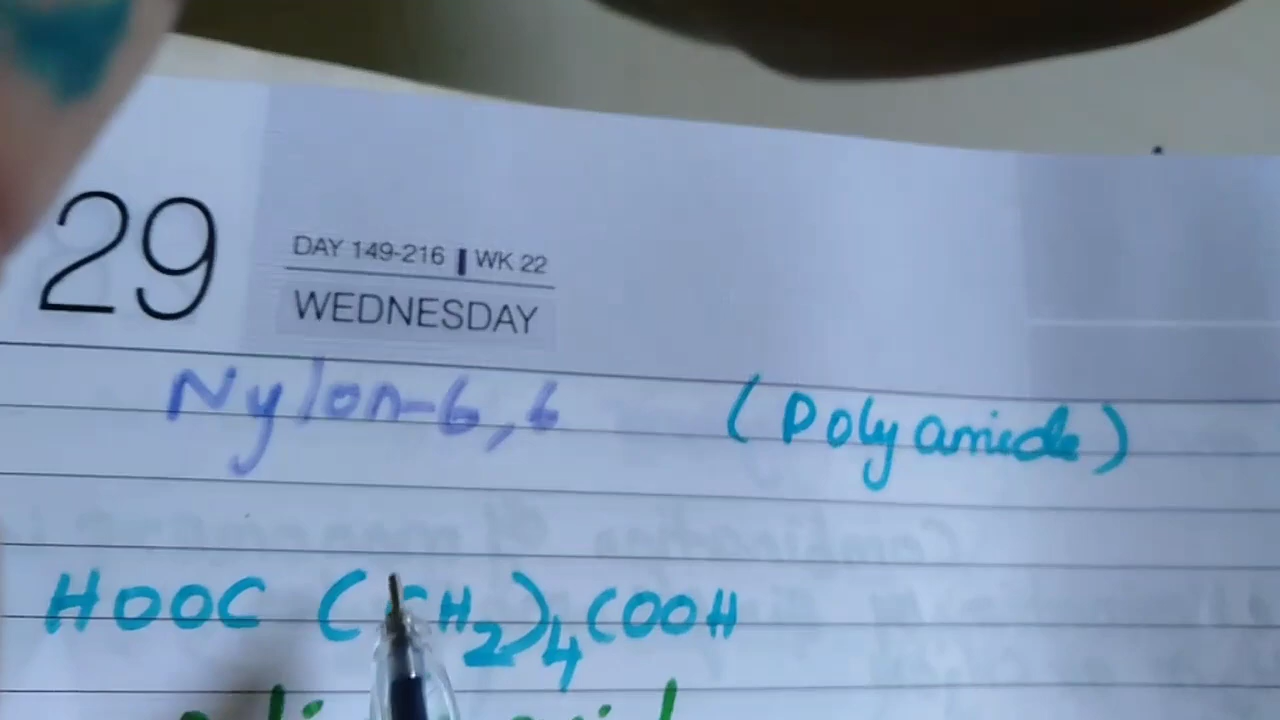 29
DAY 149-216 | WK 22
WEDNESDAY
Nylon-6,6 (Polyamide)
HOOC (CH2)4COOH